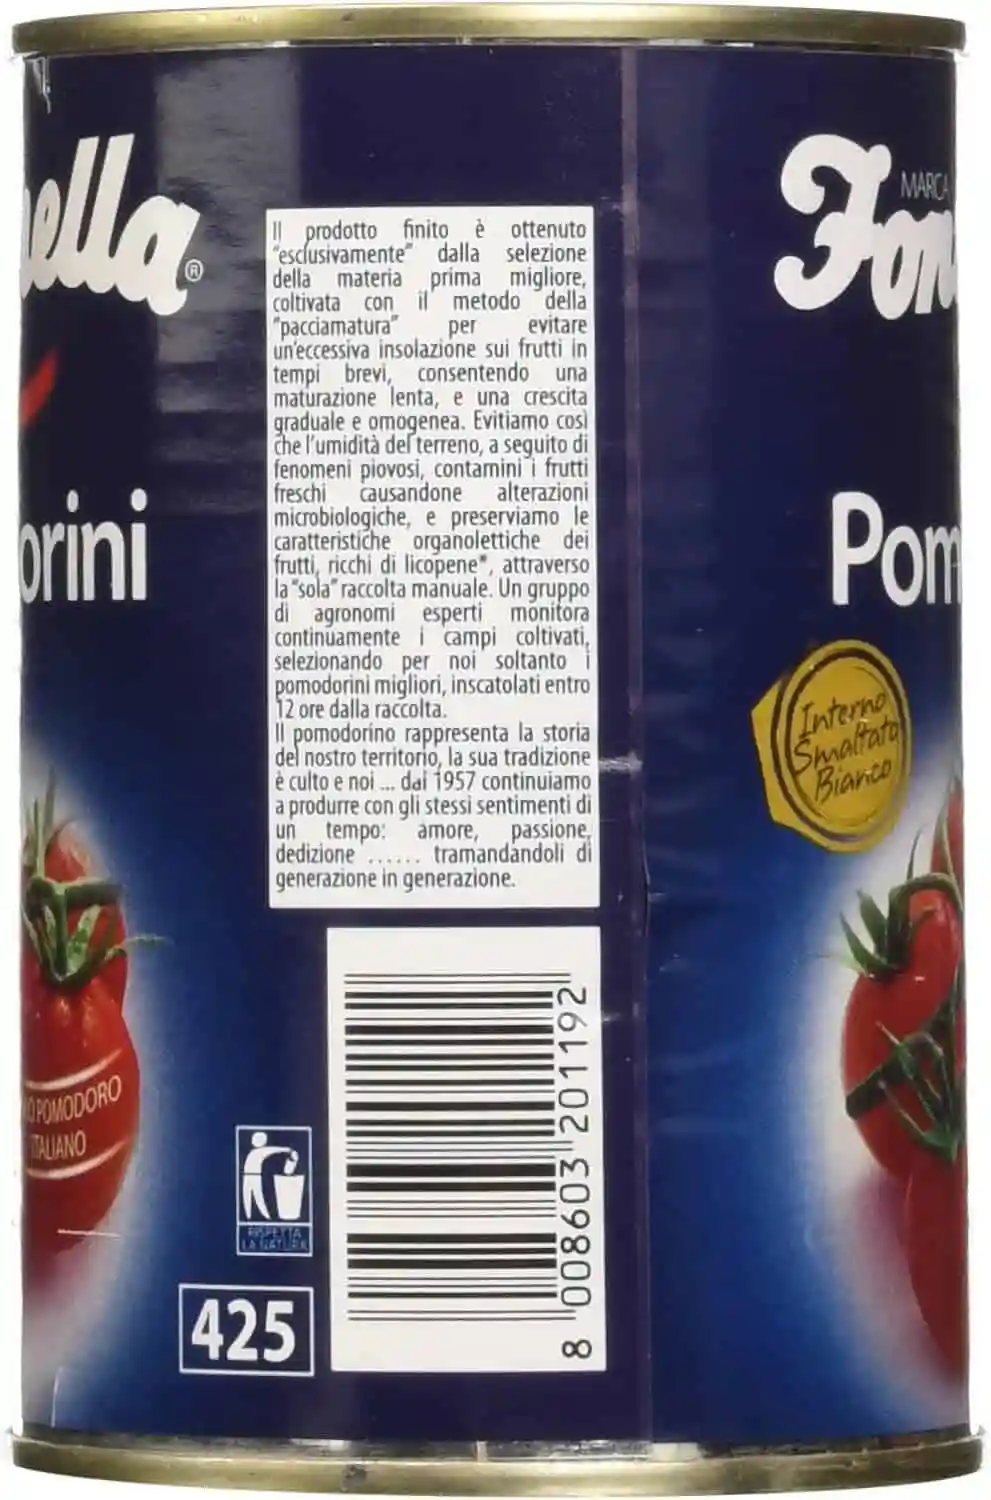 ella®
MARCA
Fon
Il prodotto finito è ottenuto
"esclusivamente" dalla selezione
della materia prima migliore,
coltivata con il metodo della
"pacciamatura" per evitare
un'eccessiva insolazione sui frutti in
tempi brevi, consentendo una
maturazione lenta, e una crescita
graduale e omogenea. Evitiamo così
che l'umidità del terreno, a seguito di
fenomeni piovosi, contamini i frutti
freschi causandone alterazioni
microbiologiche, e preserviamo le
caratteristiche organolettiche dei
frutti, ricchi di licopene*, attraverso
la "sola" raccolta manuale. Un gruppo
di agronomi esperti monitora
continuamente i campi coltivati,
selezionando per noi soltanto i
pomodorini migliori, inscatolati entro
12 ore dalla raccolta.
Il pomodorino rappresenta la storia
del nostro territorio, la sua tradizione
è culto e noi ... dal 1957 continuiamo
a produrre con gli stessi sentimenti di
un tempo: amore, passione,
dedizione ...... tramandandoli di
generazione in generazione.
orini
Pom
Interno
Smaltato
Bianco
O POMODORO
ITALIANO
RISPETTA
LA NATURA
425
8 008603 201192